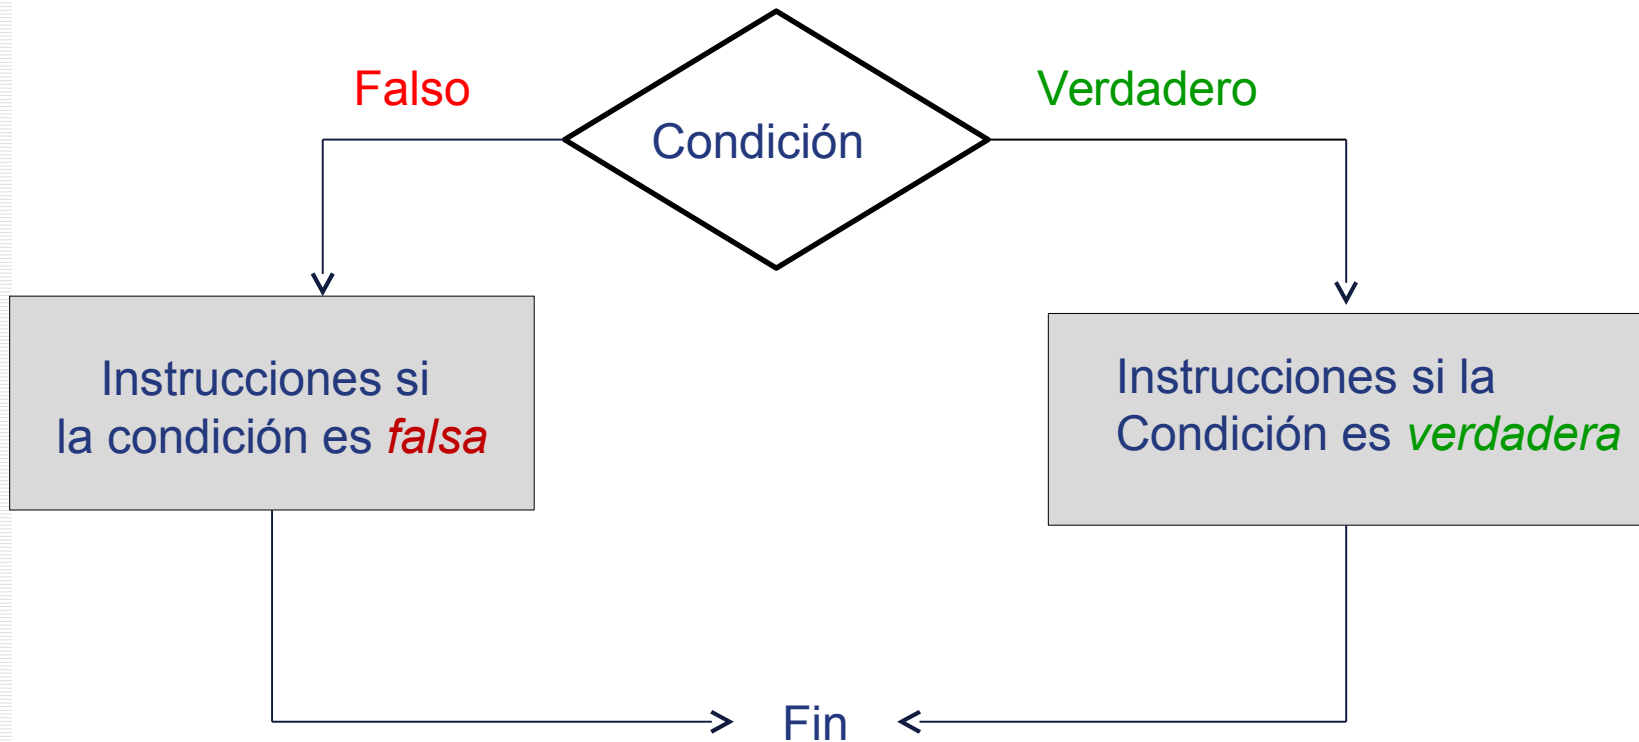 Falso
Verdadero
Condición
Instrucciones si
la condición es falsa
Instrucciones si la
Condición es verdadera
Fin